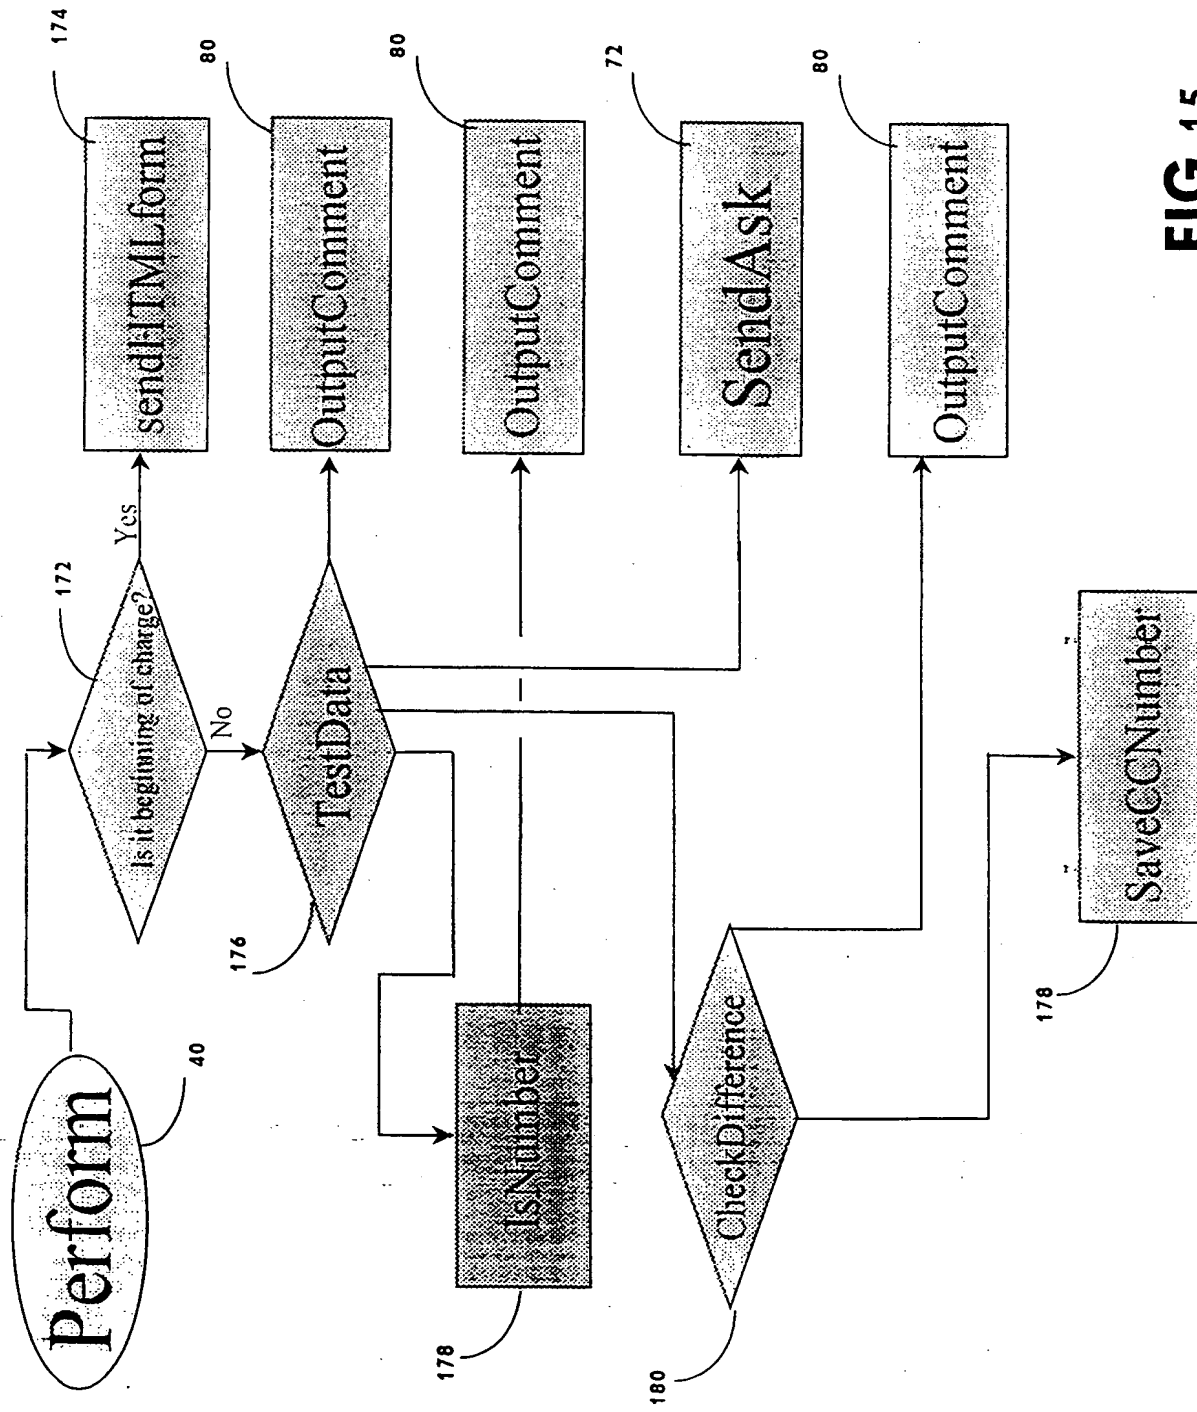 Perform
40
Is it beginning of charge?
172
Yes
sendHTMLform
174
No
TestData
176
OutputComment
80
IsNumber
178
OutputComment
80
SendAsk
72
CheckDifference
180
OutputComment
80
SaveCCNumber
178
FIG. 15